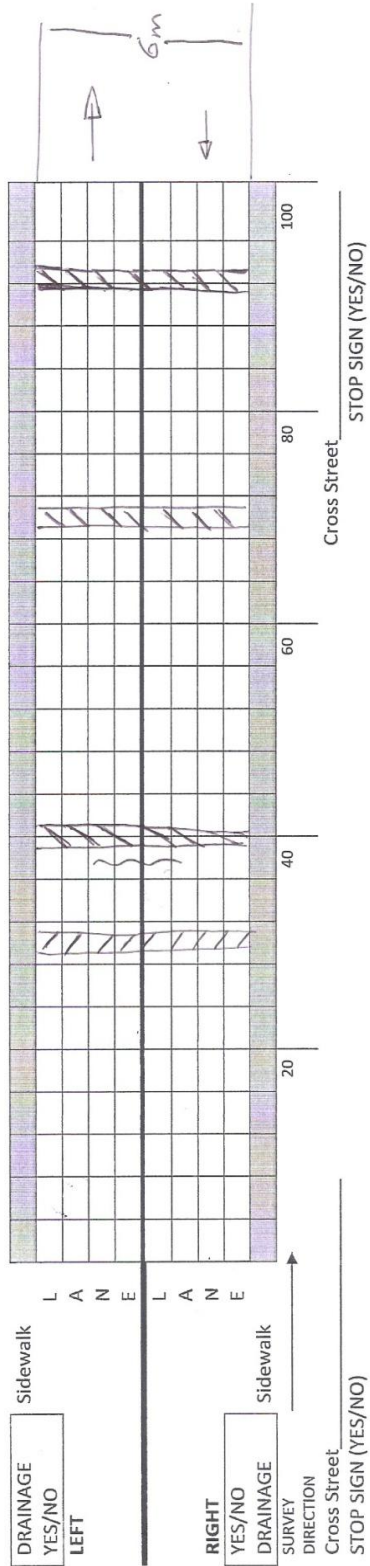 DRAINAGE
YES/NO
LEFT
Sidewalk
L
A
N
E
L
A
N
E
RIGHT
YES/NO
DRAINAGE
Sidewalk
SURVEY
DIRECTION
20
40
60
80
100
Cross Street
STOP SIGN (YES/NO)
Cross Street
STOP SIGN (YES/NO)
6m